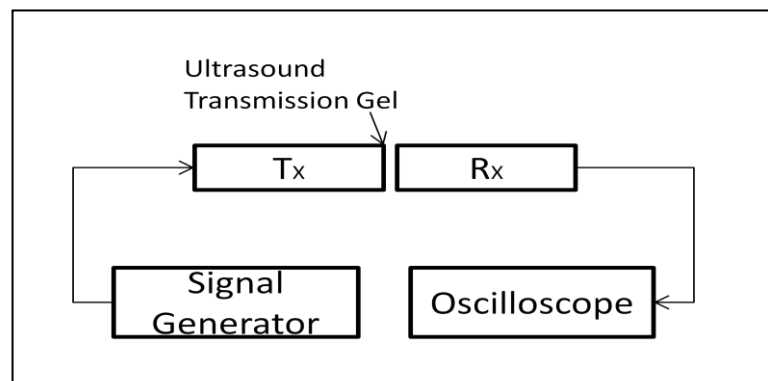 Ultrasound
Transmission Gel
Tx
Rx
Signal
Generator
Oscilloscope